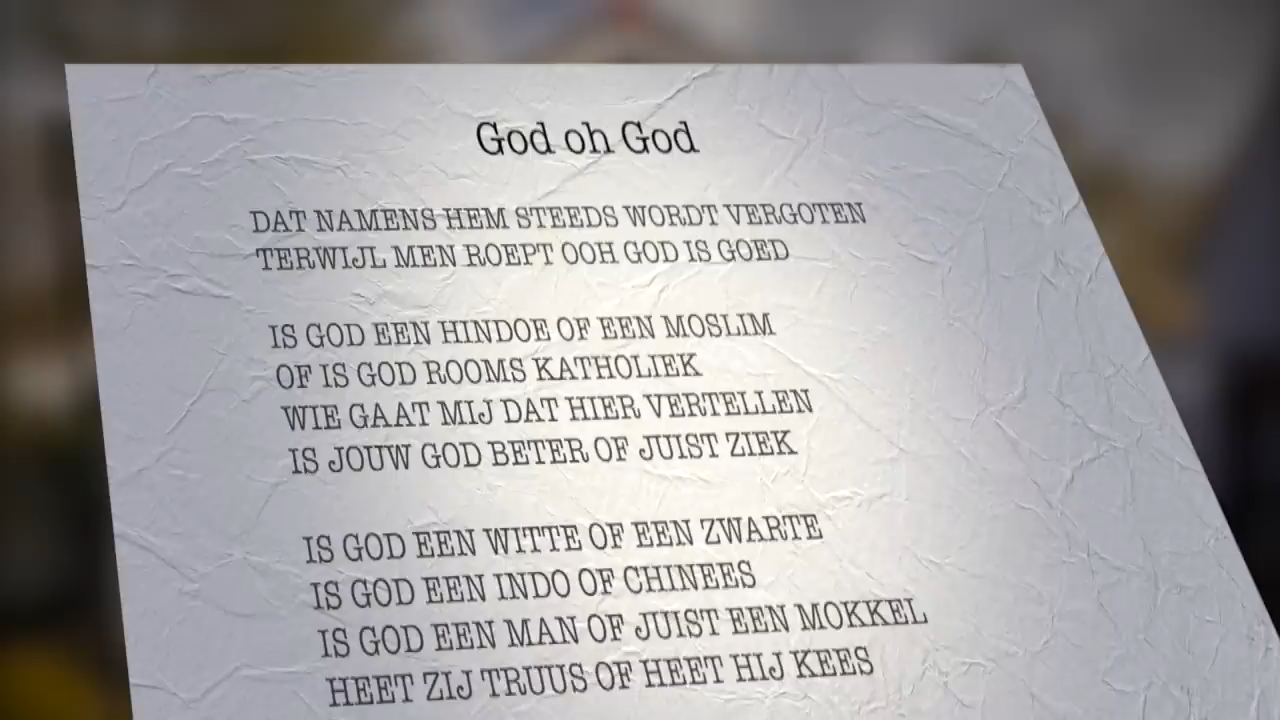 God oh God
DAT NAMENS HEM STEEDS WORDT VERGOTEN
TERWIJL MEN ROEPT OOH GOD IS GOED
IS GOD EEN HINDOE OF EEN MOSLIM
OF IS GOD ROOMS KATHOLIEK
WIE GAAT MIJ DAT HIER VERTELLEN
IS JOUW GOD BETER OF JUIST ZIEK
IS GOD EEN WITTE OF EEN ZWARTE
IS GOD EEN INDO OF CHINEES
IS GOD EEN MAN OF JUIST EEN MOKKEL
HEET ZIJ TRUUS OF HEET HIJ KEES